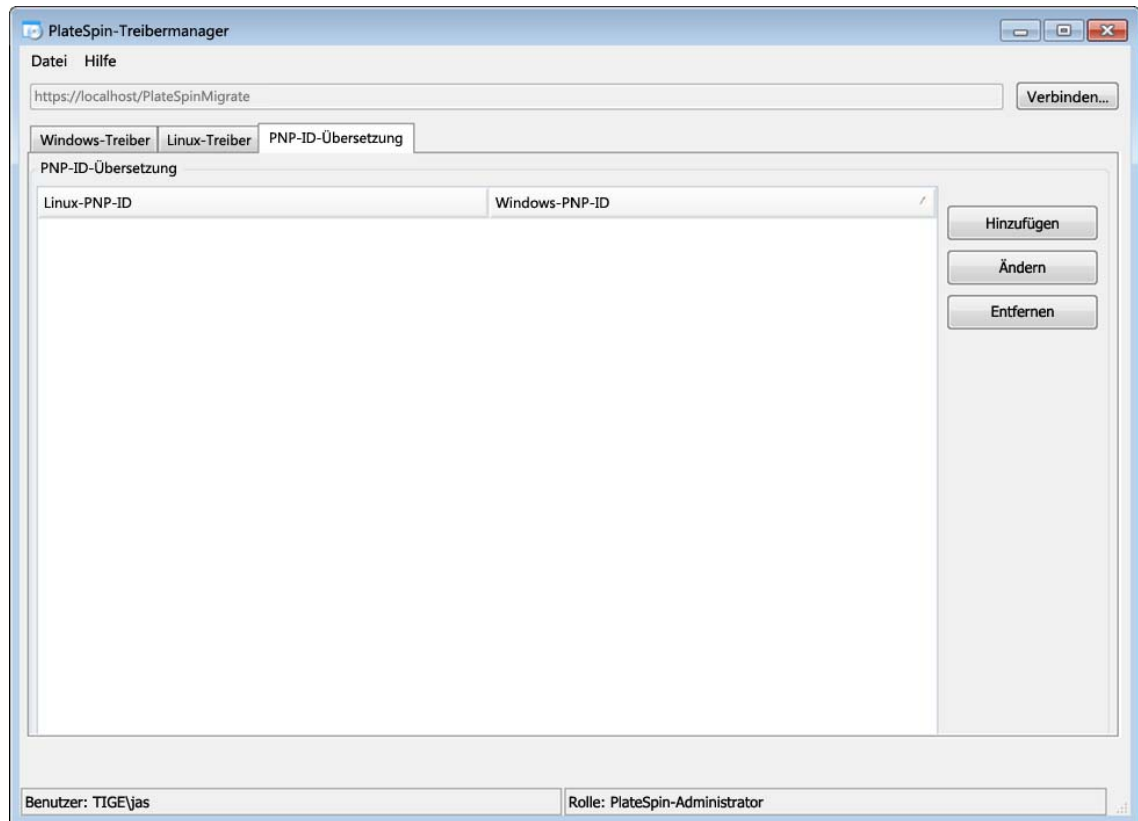 PlateSpin-Treibermanager
Datei Hilfe
https://localhost/PlateSpinMigrate Verbinden...
Windows-Treiber Linux-Treiber PNP-ID-Übersetzung
PNP-ID-Übersetzung
Linux-PNP-ID Windows-PNP-ID
Hinzufügen
Ändern
Entfernen
Benutzer: TIGE\jas Rolle: PlateSpin-Administrator